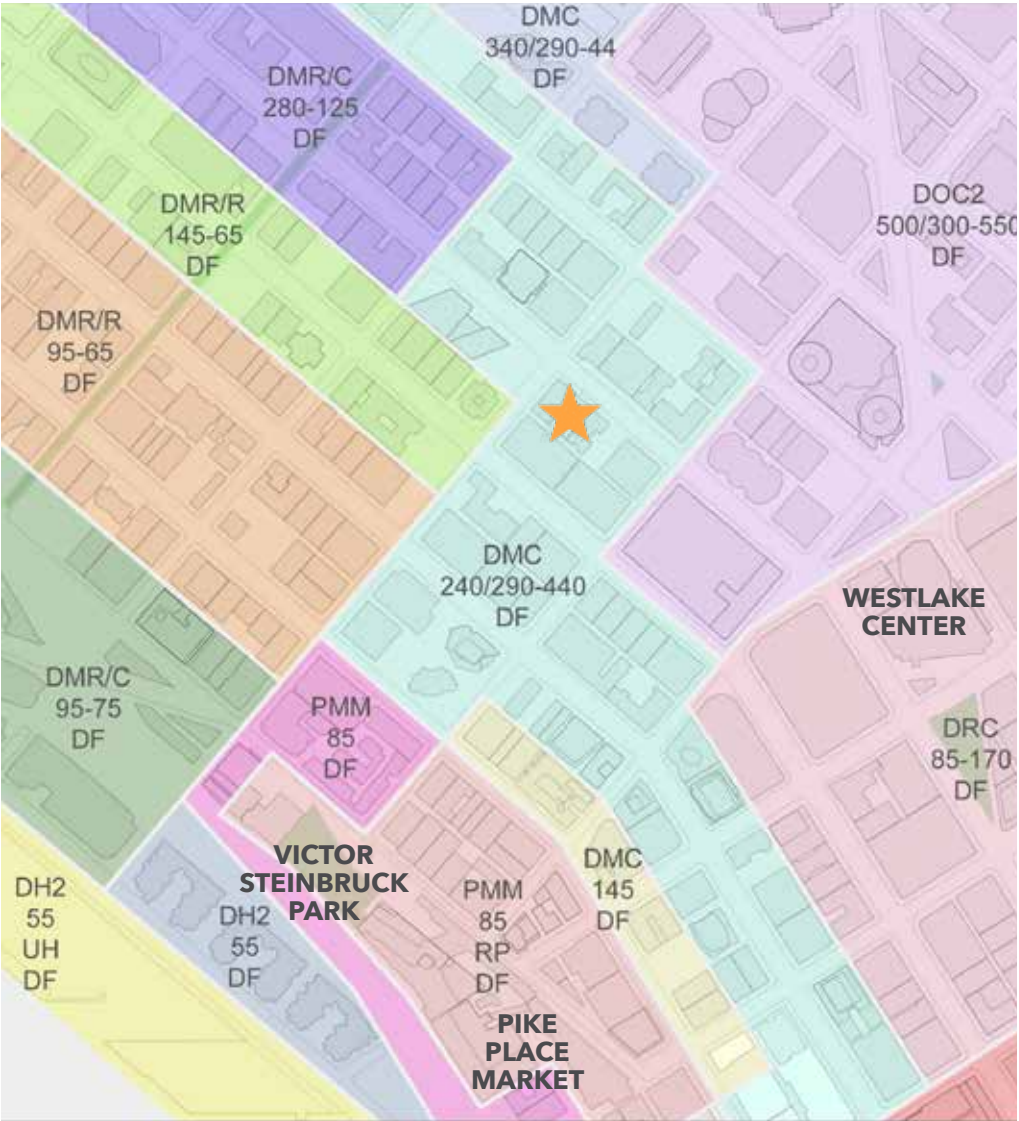 DMC
340/290-44
DF
DMR/C
280-125
DF
DMR/R
145-65
DF
DOC2
500/300-550
DF
DMR/R
95-65
DF
DMC
240/290-440
DF
WESTLAKE
CENTER
DMR/C
95-75
DF
PMM
85
DF
DRC
85-170
DF
VICTOR
STEINBRUCK
PARK
DH2
55
UH
DF
DH2
55
DF
PMM
85
RP
DF
DMC
145
DF
PIKE
PLACE
MARKET